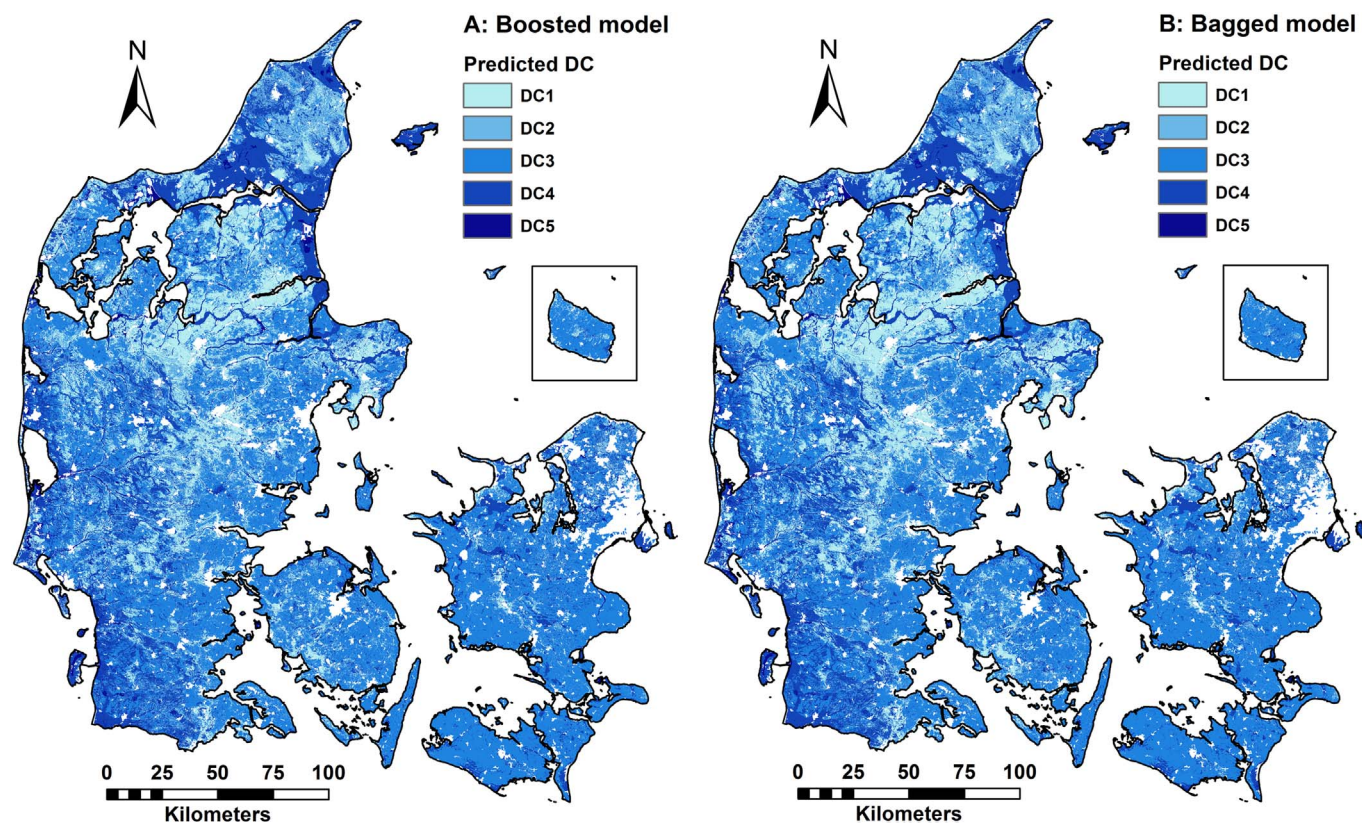 A: Boosted model
N
Predicted DC
DC1
DC2
DC3
DC4
DC5
0 25 50 75 100
Kilometers
B: Bagged model
N
Predicted DC
DC1
DC2
DC3
DC4
DC5
0 25 50 75 100
Kilometers